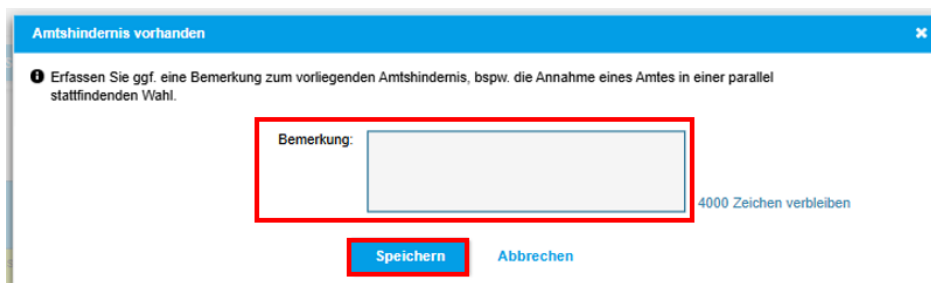 Amtshindernis vorhanden
Erfassen Sie ggf. eine Bemerkung zum vorliegenden Amtshindernis, bspw. die Annahme eines Amtes in einer parallel
stattfindenden Wahl.
Bemerkung:
4000 Zeichen verbleiben
Speichern Abbrechen